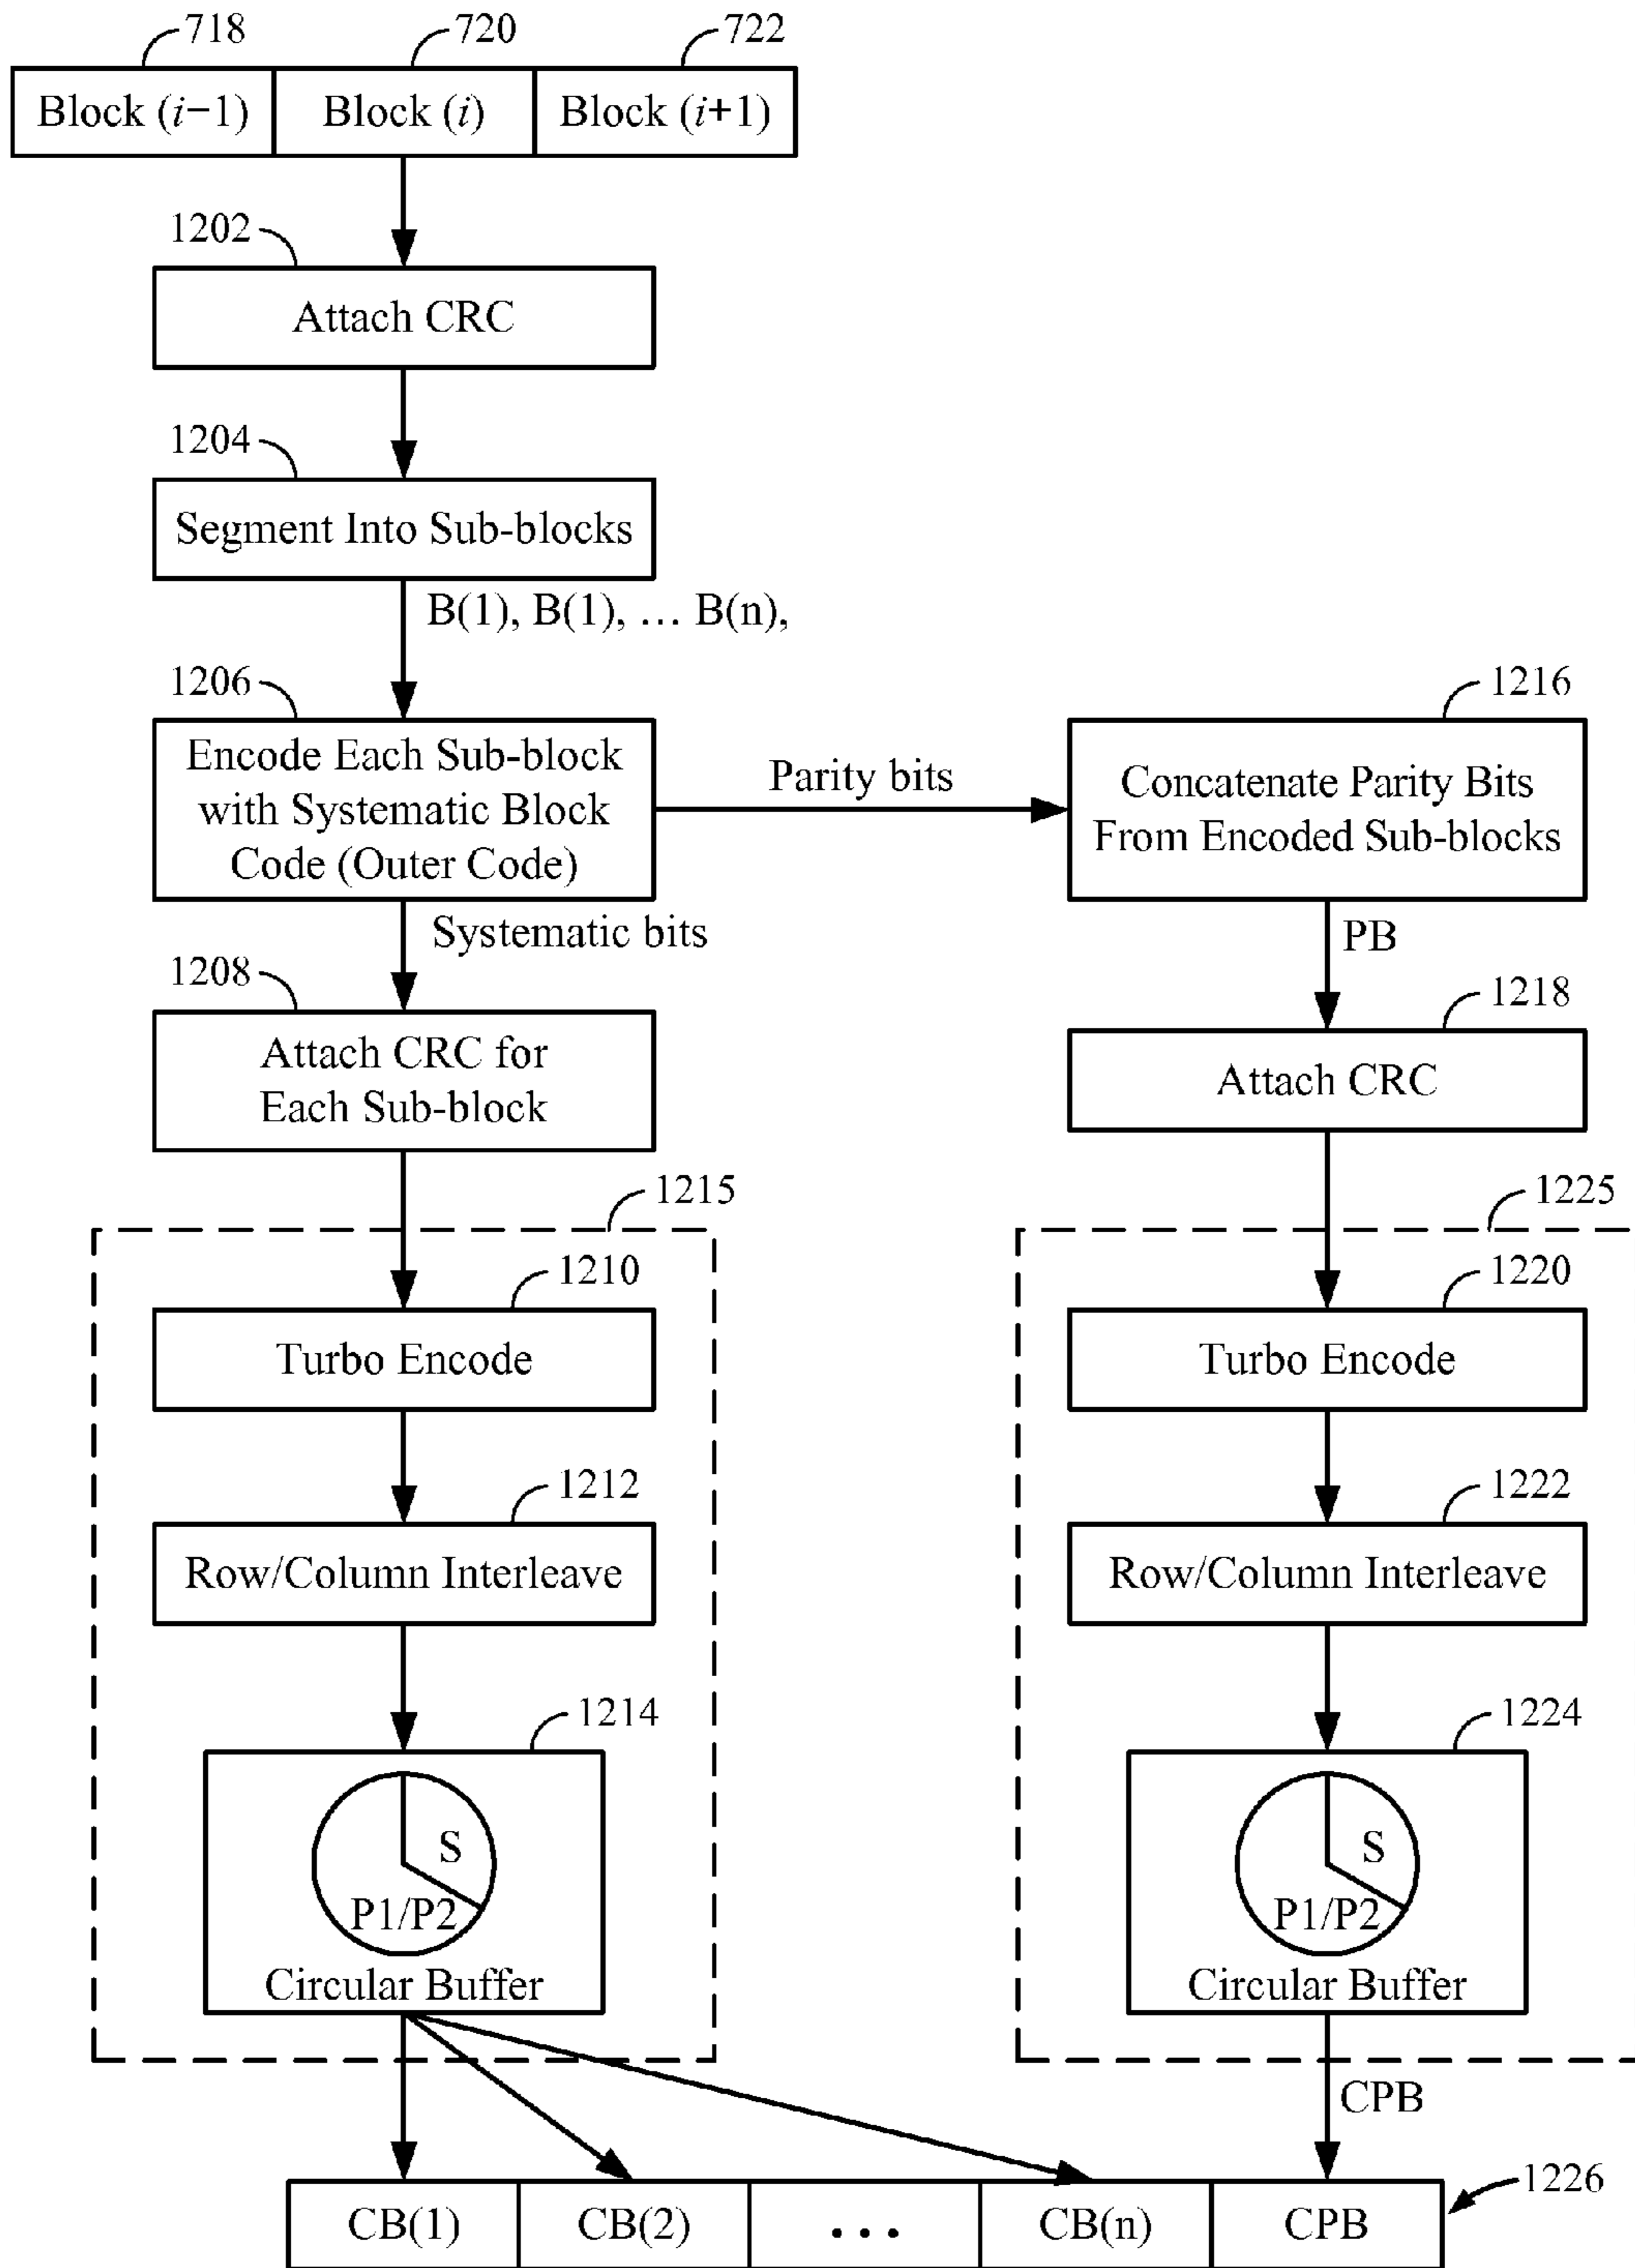 718
720
722
Block (i−1)
Block (i)
Block (i+1)
1202
Attach CRC
1204
Segment Into Sub-blocks
B(1), B(1), … B(n),
1206
Encode Each Sub-block
with Systematic Block
Code (Outer Code)
Parity bits
1216
Concatenate Parity Bits
From Encoded Sub-blocks
Systematic bits
PB
1208
Attach CRC for
Each Sub-block
1218
Attach CRC
1215
1225
1210
Turbo Encode
1220
Turbo Encode
1212
Row/Column Interleave
1222
Row/Column Interleave
1214
S
P1/P2
Circular Buffer
1224
S
P1/P2
Circular Buffer
CPB
CB(1)
CB(2)
…
CB(n)
CPB
1226